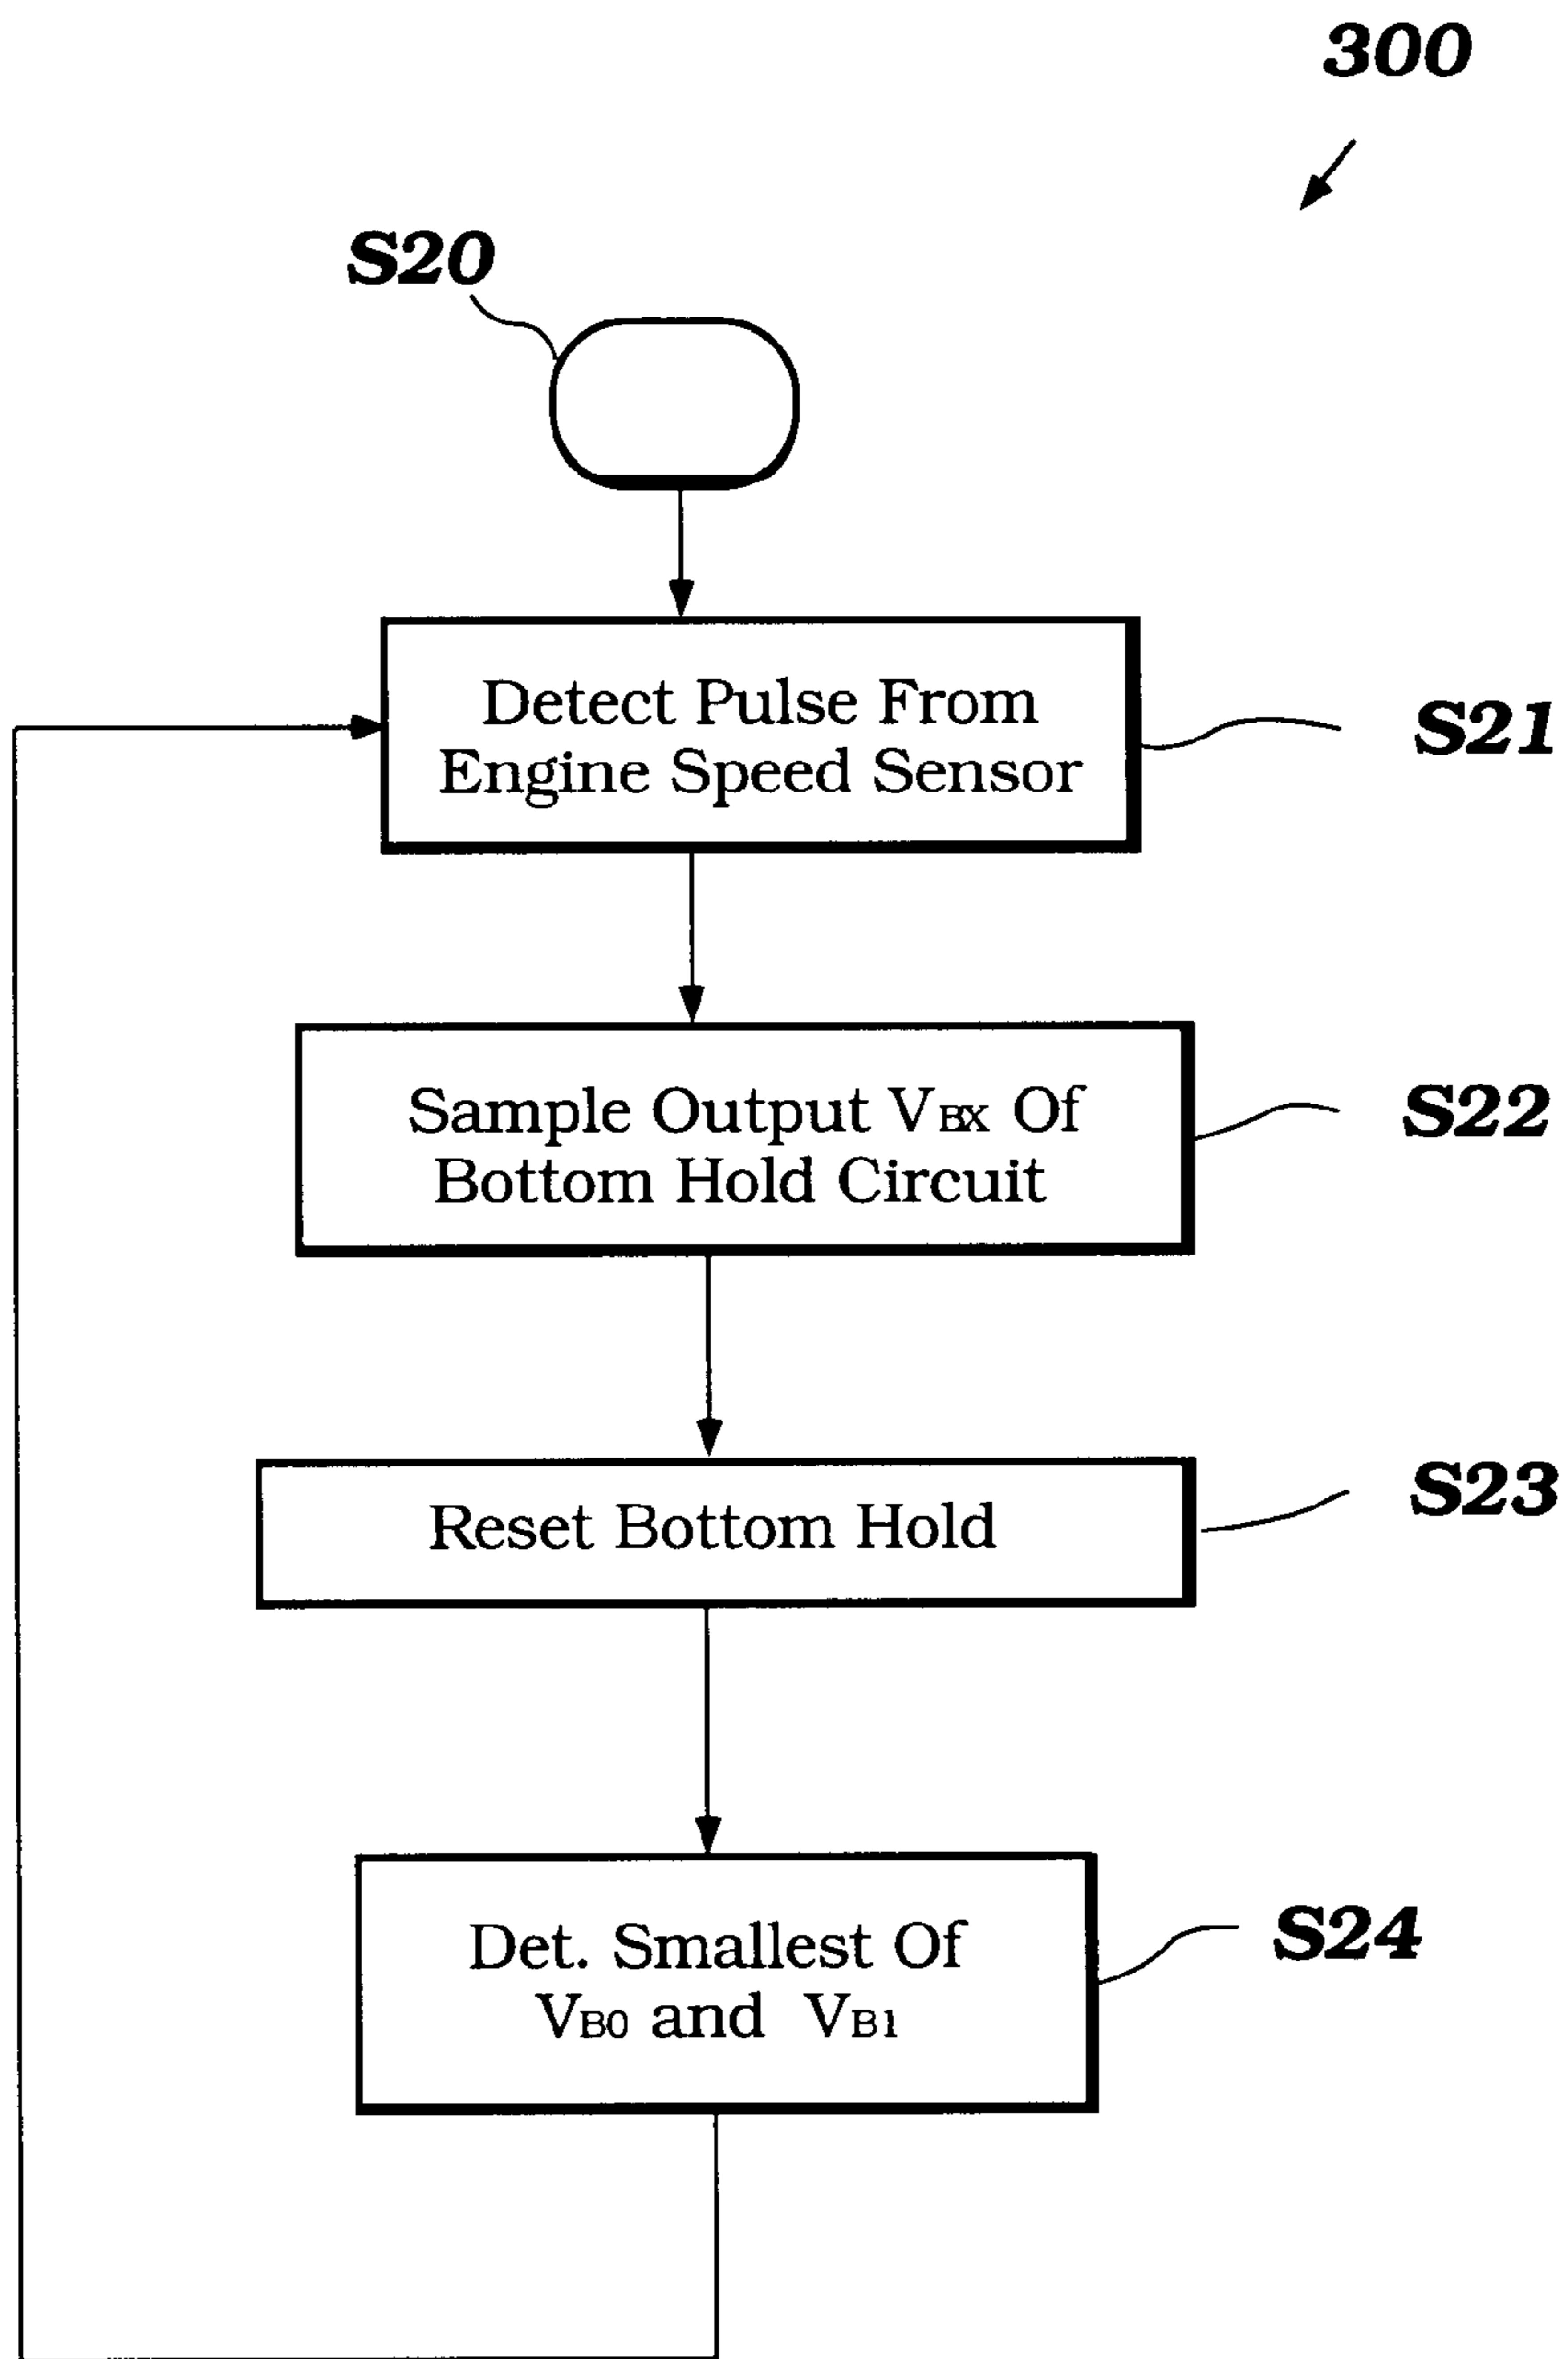 300
S20
Detect Pulse From
Engine Speed Sensor
S21
Sample Output VBX Of
Bottom Hold Circuit
S22
Reset Bottom Hold
S23
Det. Smallest Of
VB0 and VB1
S24